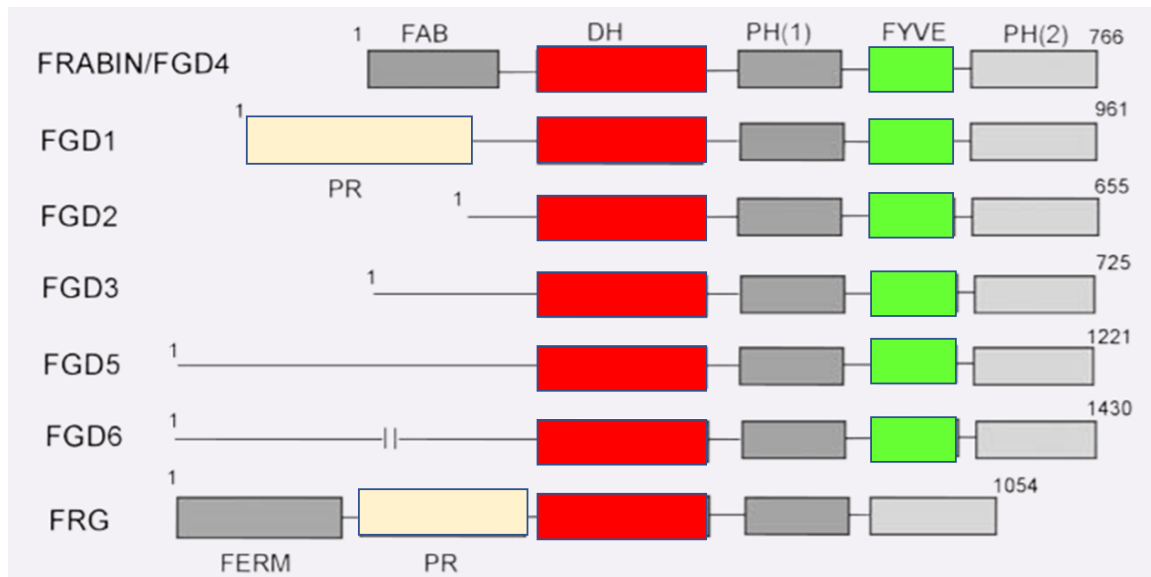 1 FAB DH PH(1) FYVE PH(2) 766
FRABIN/FGD4
1 961
FGD1
PR
1 655
FGD2
1 725
FGD3
1 1221
FGD5
1 1430
FGD6
1 1054
FRG
FERM PR